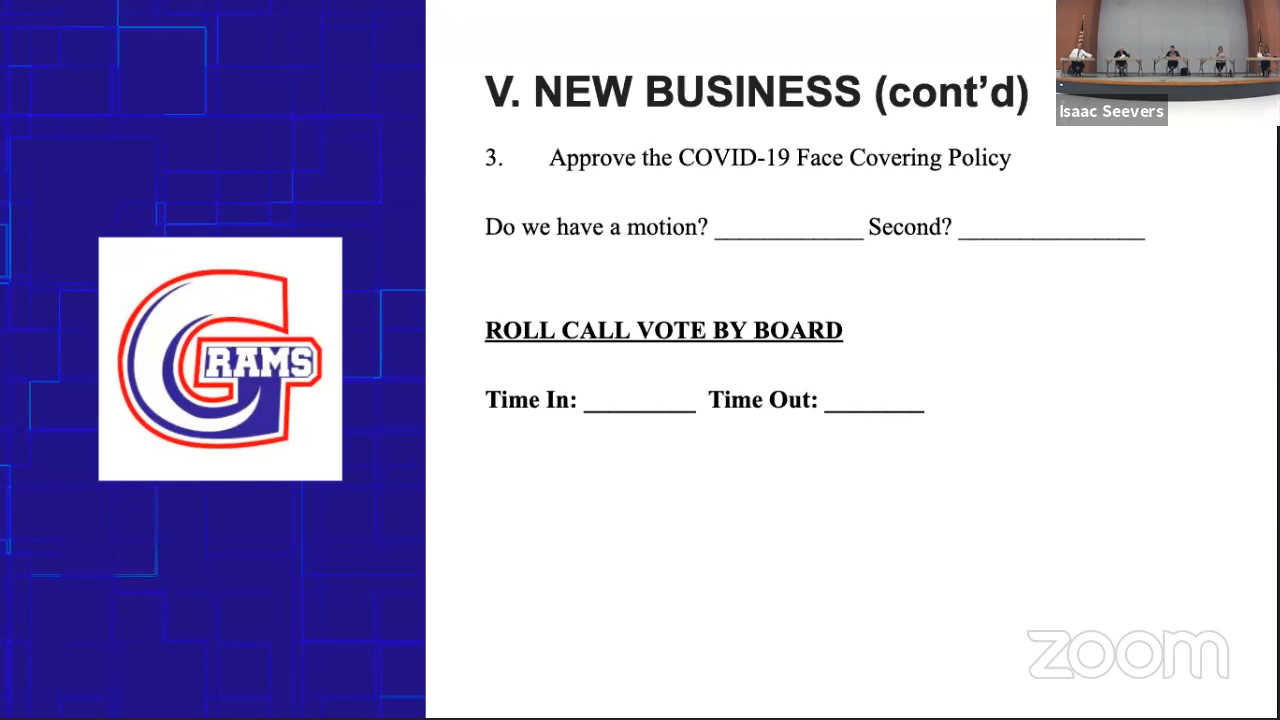 V. NEW BUSINESS (cont’d)
Isaac Seevers
3. Approve the COVID-19 Face Covering Policy
Do we have a motion? ____________ Second? _______________
RAMS
ROLL CALL VOTE BY BOARD
Time In: _________ Time Out: ________
zoom